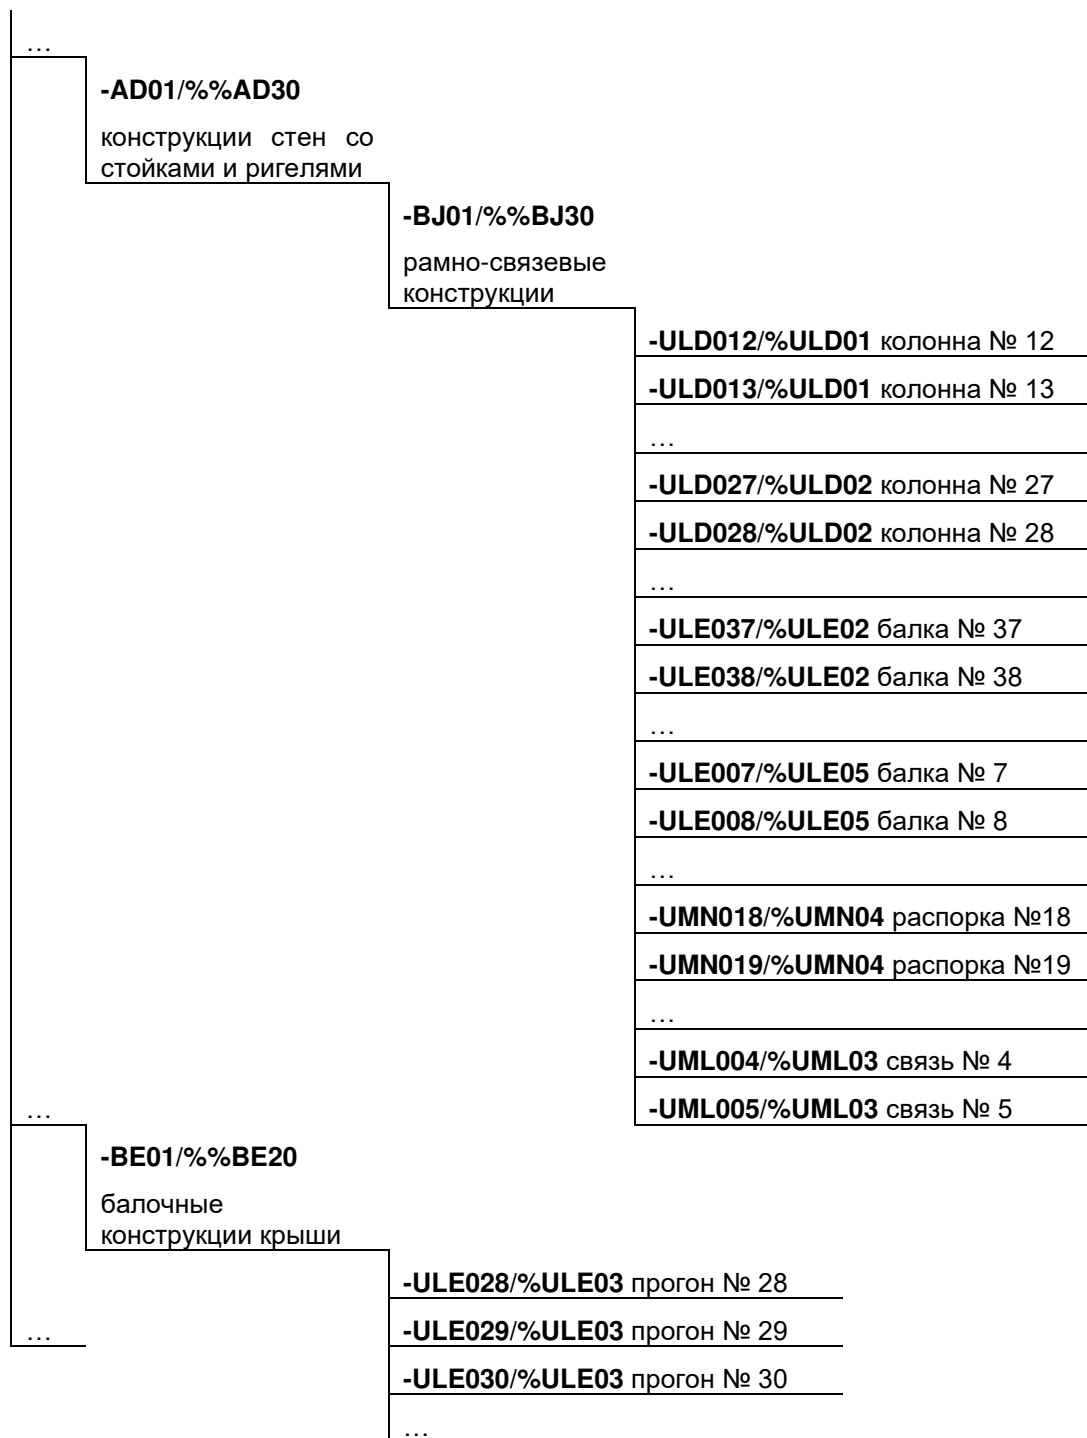 …
-AD01/%%AD30
конструкции стен со
стойками и ригелями
-BJ01/%%BJ30
рамно-связевые
конструкции
-ULD012/%ULD01 колонна № 12
-ULD013/%ULD01 колонна № 13
…
-ULD027/%ULD02 колонна № 27
-ULD028/%ULD02 колонна № 28
…
-ULE037/%ULE02 балка № 37
-ULE038/%ULE02 балка № 38
…
-ULE007/%ULE05 балка № 7
-ULE008/%ULE05 балка № 8
…
-UMN018/%UMN04 распорка №18
-UMN019/%UMN04 распорка №19
…
-UML004/%UML03 связь № 4
-UML005/%UML03 связь № 5
…
-BE01/%%BE20
балочные
конструкции крыши
-ULE028/%ULE03 прогон № 28
-ULE029/%ULE03 прогон № 29
…
-ULE030/%ULE03 прогон № 30
…